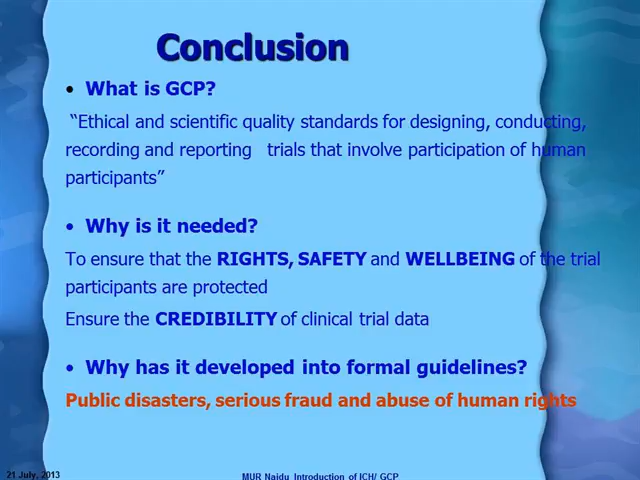 Conclusion
• What is GCP?
“Ethical and scientific quality standards for designing, conducting,
recording and reporting trials that involve participation of human
participants”
• Why is it needed?
To ensure that the RIGHTS, SAFETY and WELLBEING of the trial
participants are protected
Ensure the CREDIBILITY of clinical trial data
• Why has it developed into formal guidelines?
Public disasters, serious fraud and abuse of human rights
21 July, 2013
MUR Naidu Introduction of ICH/ GCP